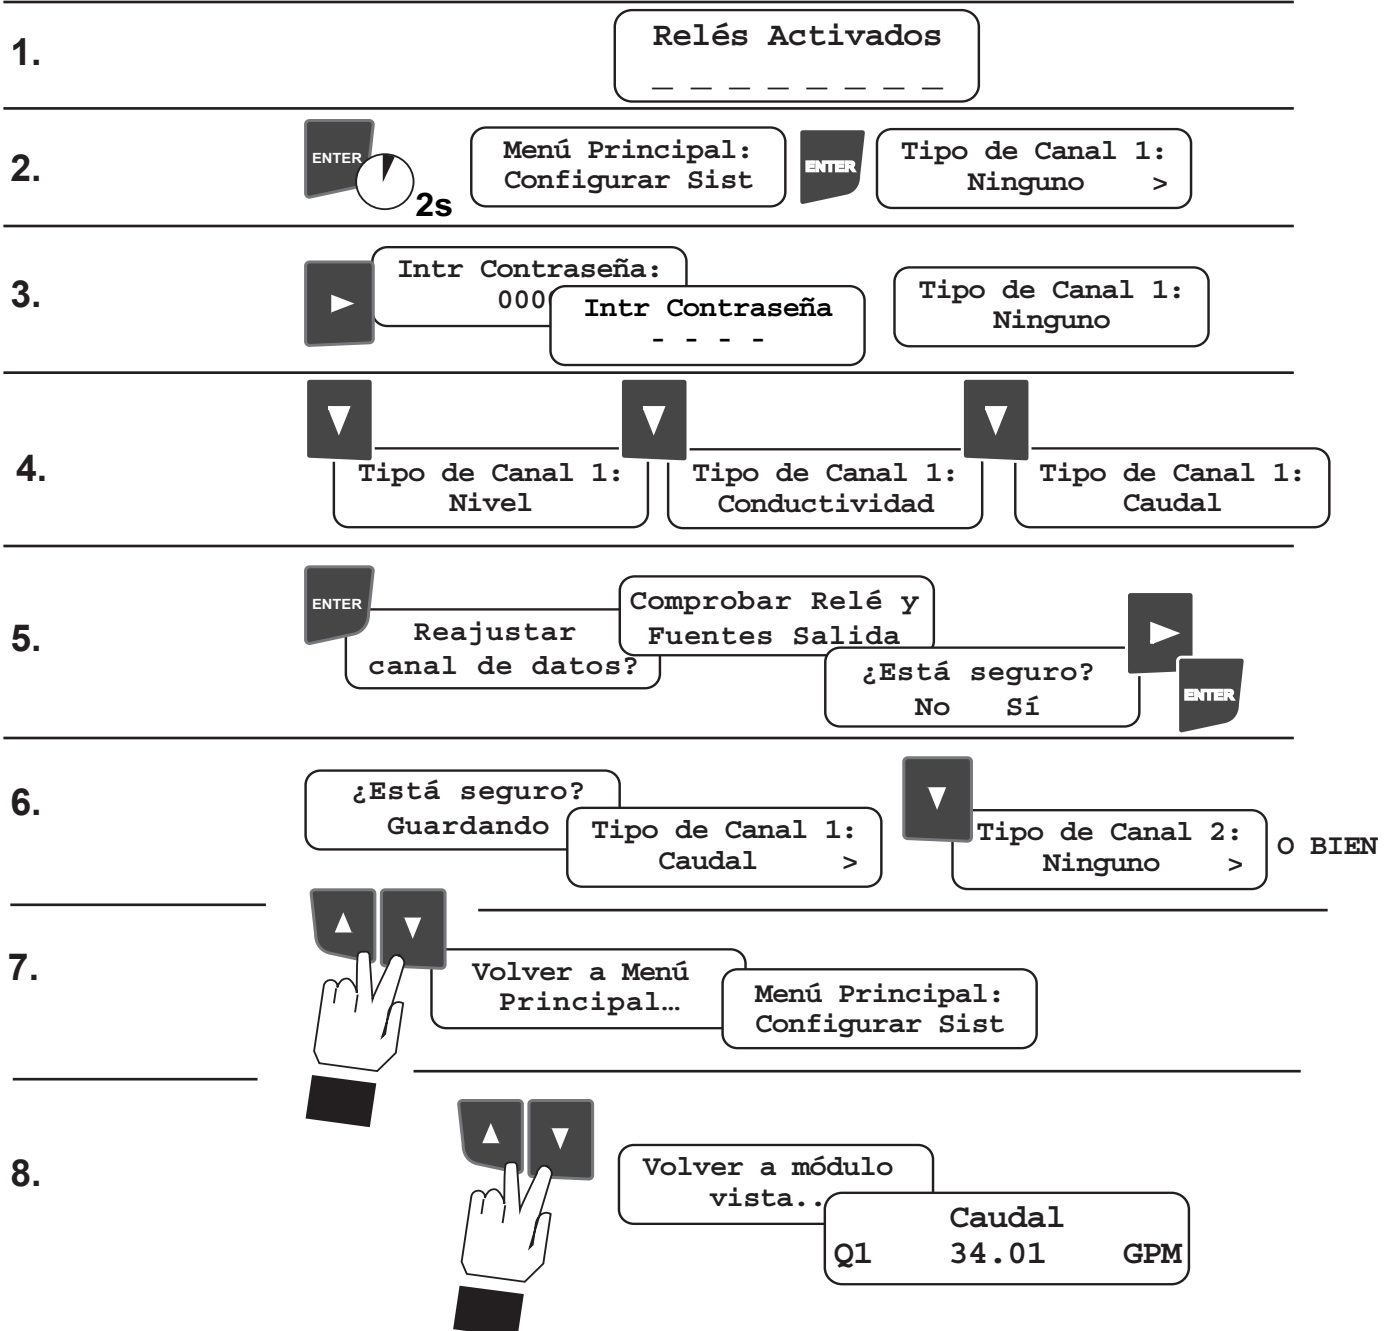 1.
Relés Activados
_ _ _ _ _ _ _ _
2.
ENTER
2s
Menú Principal:
Configurar Sist
ENTER
Tipo de Canal 1:
Ninguno >
3.
Intr Contraseña:
000
Intr Contraseña
- - - -
Tipo de Canal 1:
Ninguno
4.
Tipo de Canal 1:
Nivel
Tipo de Canal 1:
Conductividad
Tipo de Canal 1:
Caudal
5.
ENTER
Reajustar
canal de datos?
Comprobar Relé y
Fuentes Salida
¿Está seguro?
No Sí
ENTER
6.
¿Está seguro?
Guardando
Tipo de Canal 1:
Caudal >
Tipo de Canal 2:
Ninguno >
O BIEN
7.
Volver a Menú
Principal…
Menú Principal:
Configurar Sist
8.
Volver a módulo
vista..
Caudal
Q1 34.01 GPM